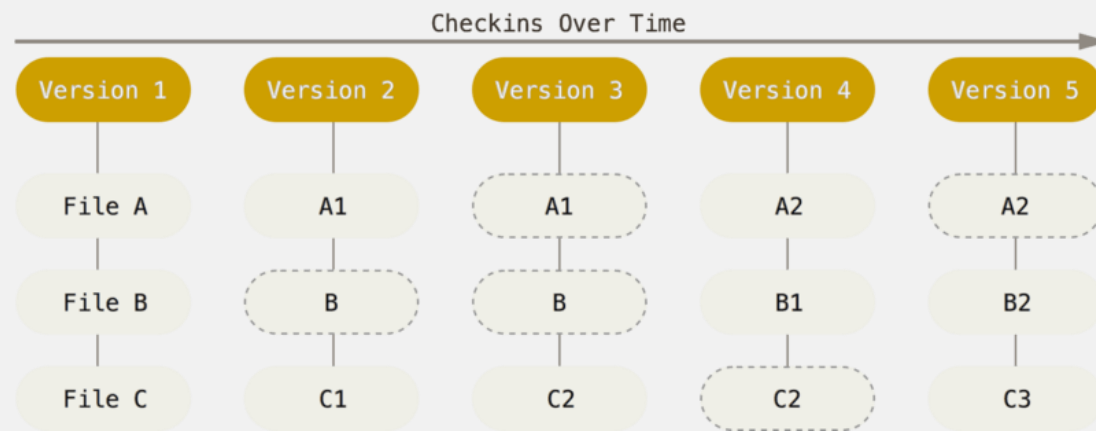 Checkins Over Time
Version 1 Version 2 Version 3 Version 4 Version 5
File A A1 A1 A2 A2
File B B B B1 B2
File C C1 C2 C2 C3